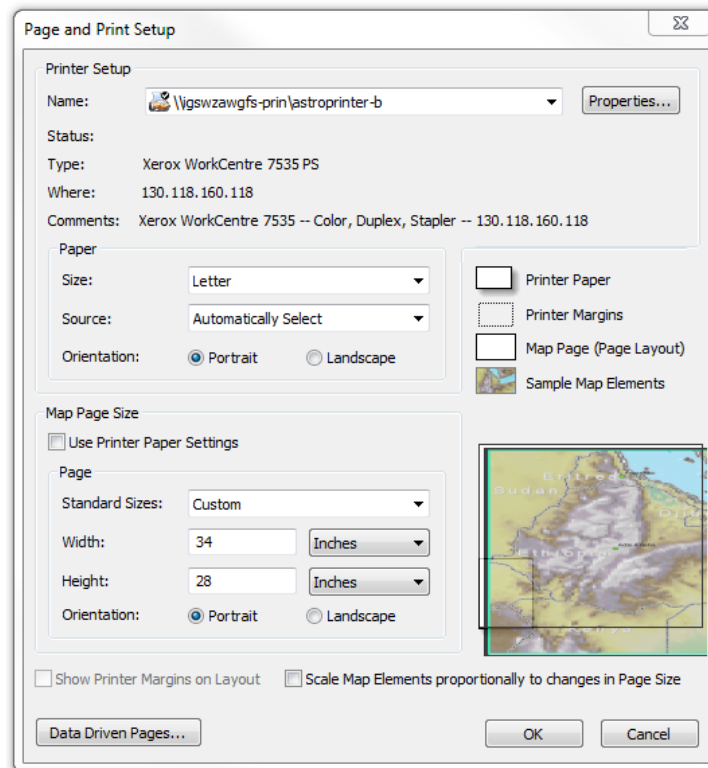 Page and Print Setup
Printer Setup
Name: \\igswzawgfs-prin\astroprinter-b Properties...
Status:
Type: Xerox WorkCentre 7535 PS
Where: 130.118.160.118
Comments: Xerox WorkCentre 7535 -- Color, Duplex, Stapler -- 130.118.160.118
Paper
Size: Letter
Source: Automatically Select
Orientation: Portrait Landscape
Printer Paper
Printer Margins
Map Page (Page Layout)
Sample Map Elements
Map Page Size
Use Printer Paper Settings
Page
Standard Sizes: Custom
Width: 34 Inches
Height: 28 Inches
Orientation: Portrait Landscape
Eritrea
Sudan
Ethiopia
Kenya
Show Printer Margins on Layout Scale Map Elements proportionally to changes in Page Size
Data Driven Pages... OK Cancel